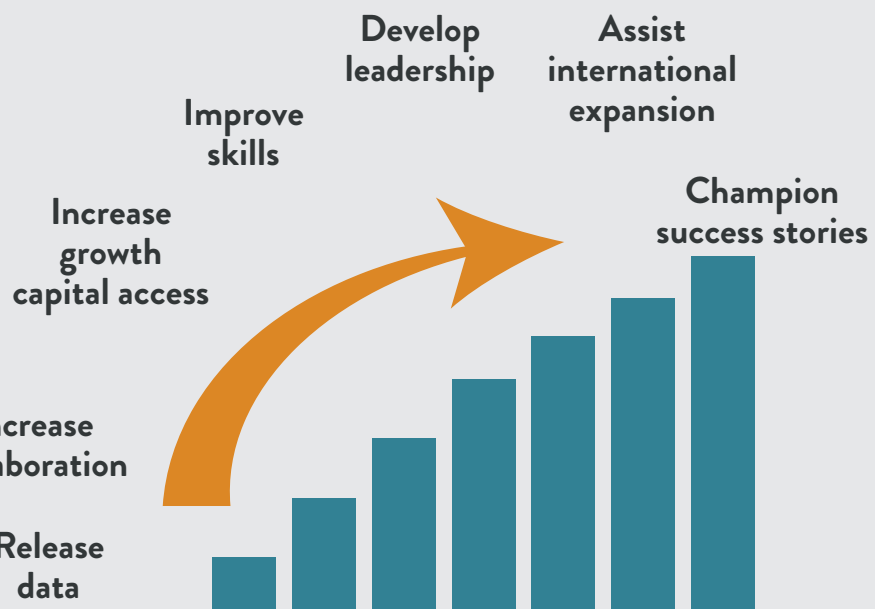 Develop
leadership
Assist
international
expansion
Improve
skills
Champion
success stories
Increase
growth
capital access
ncrease
aboration
Release
data